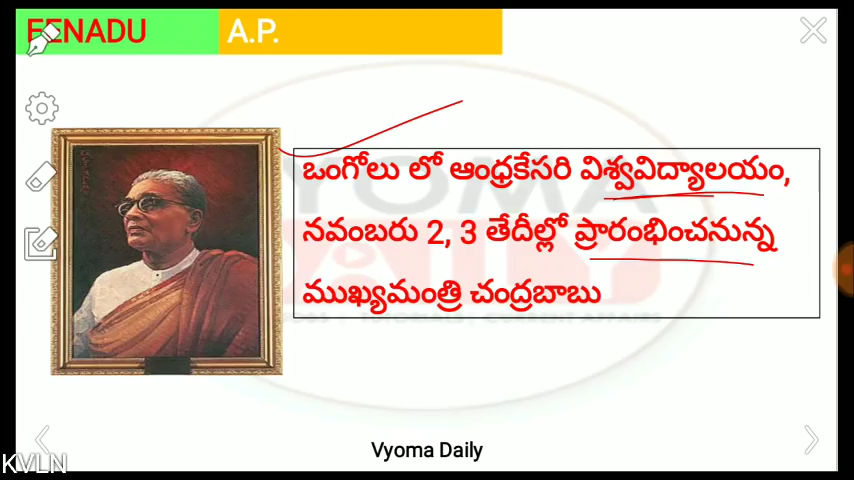 EENADU A.P.
ఒంగోలు లో ఆంధ్రకేసరి విశ్వవిద్యాలయం,
నవంబరు 2, 3 తేదీల్లో ప్రారంభించనున్న
ముఖ్యమంత్రి చంద్రబాబు
Vyoma Daily
KVLN